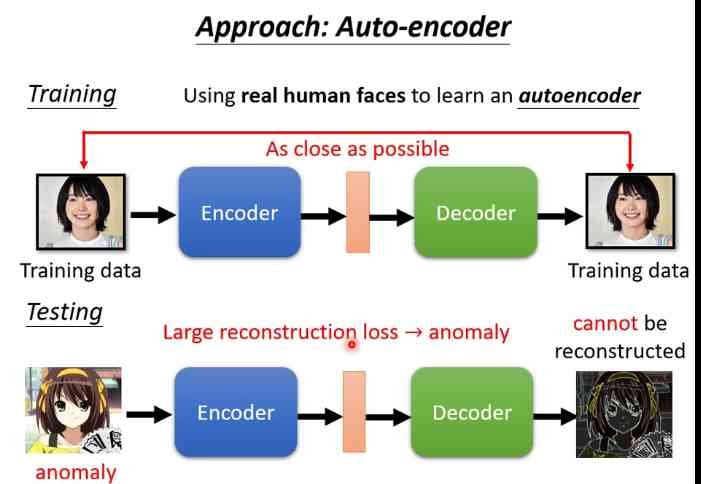 Approach: Auto-encoder
Training
Using real human faces to learn an autoencoder
As close as possible
Encoder
Decoder
Training data
Training data
Testing
Large reconstruction loss → anomaly
cannot be
reconstructed
Encoder
Decoder
anomaly